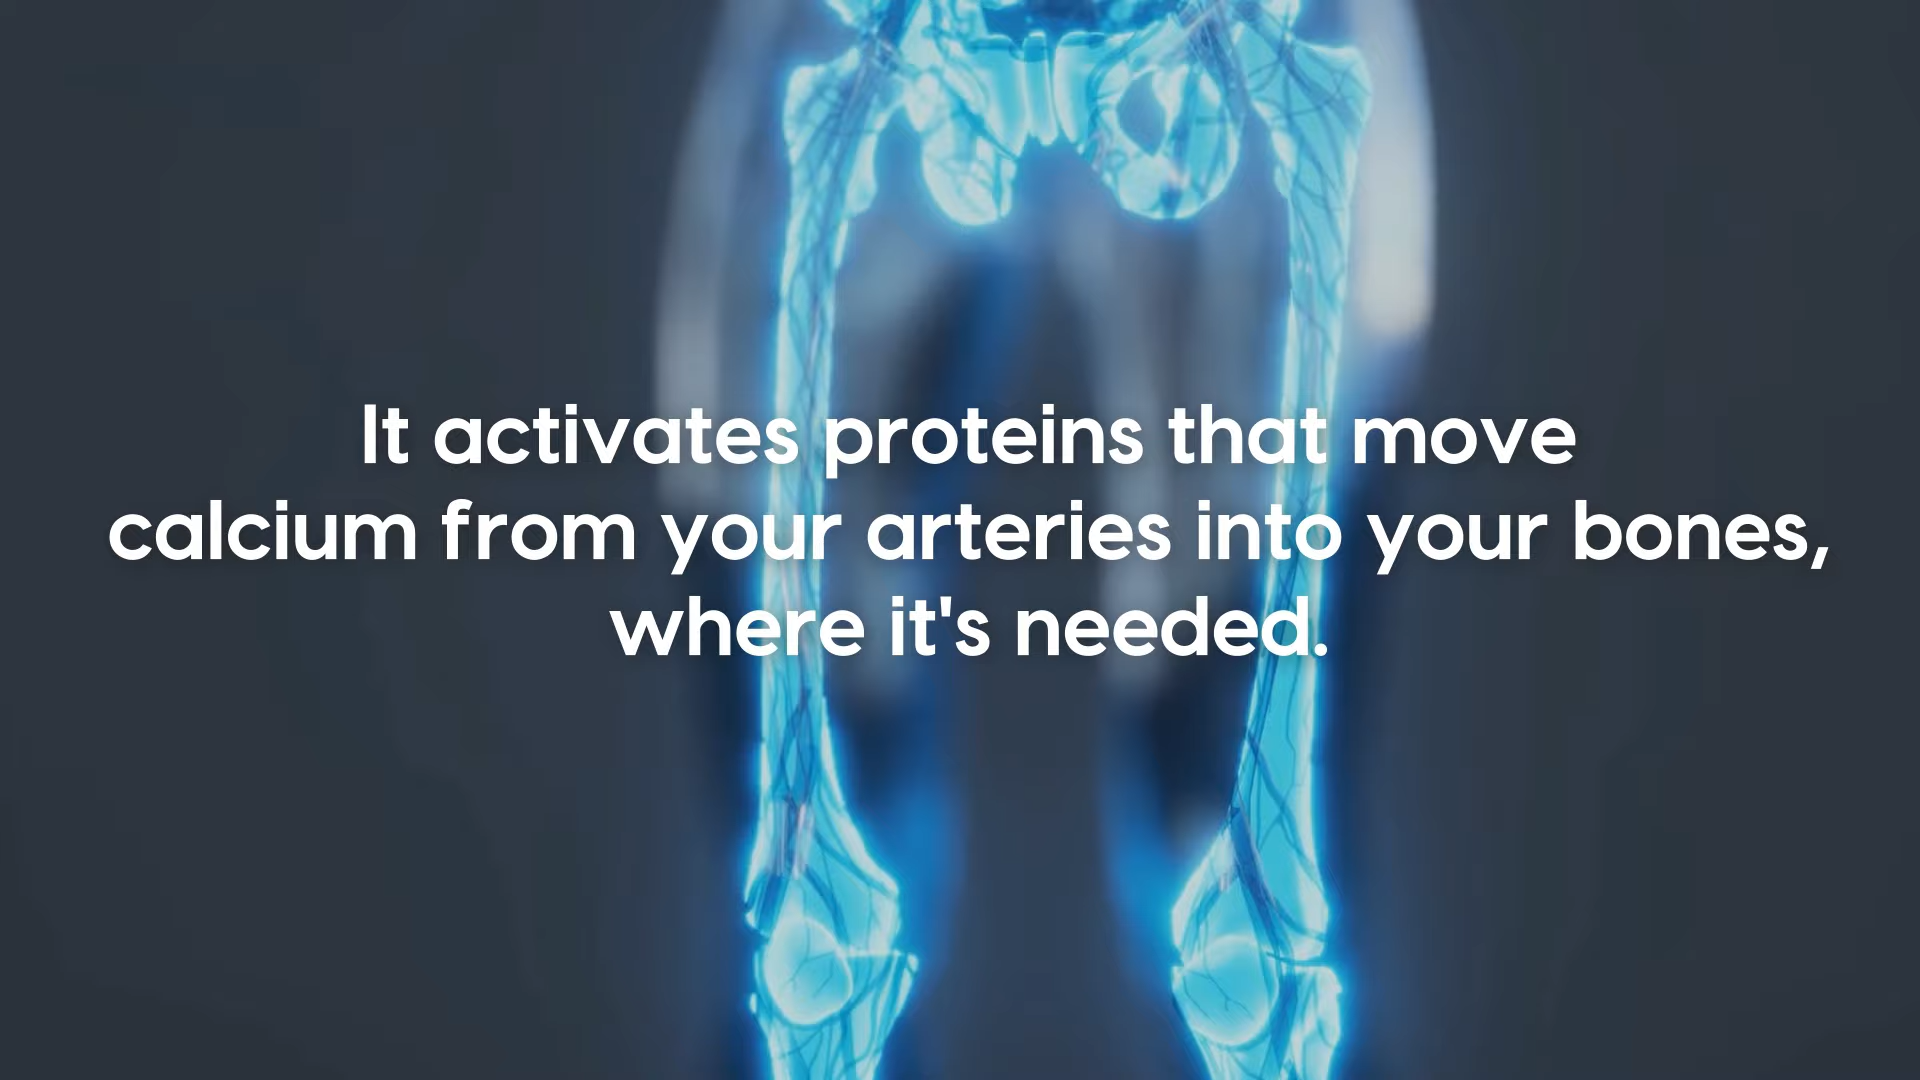 It activates proteins that move
calcium from your arteries into your bones,
where it's needed.